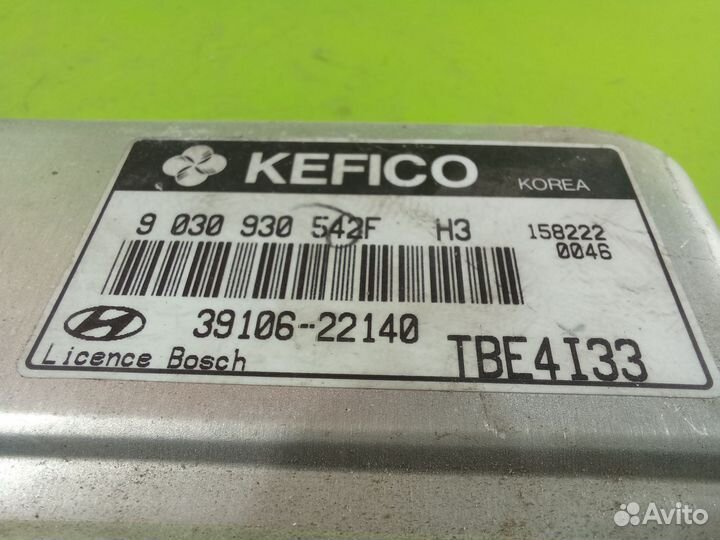 KEFICO
KOREA
9 030 930 542F H3 158222
0046
39106-22140
Licence Bosch TBE4I33
Avito